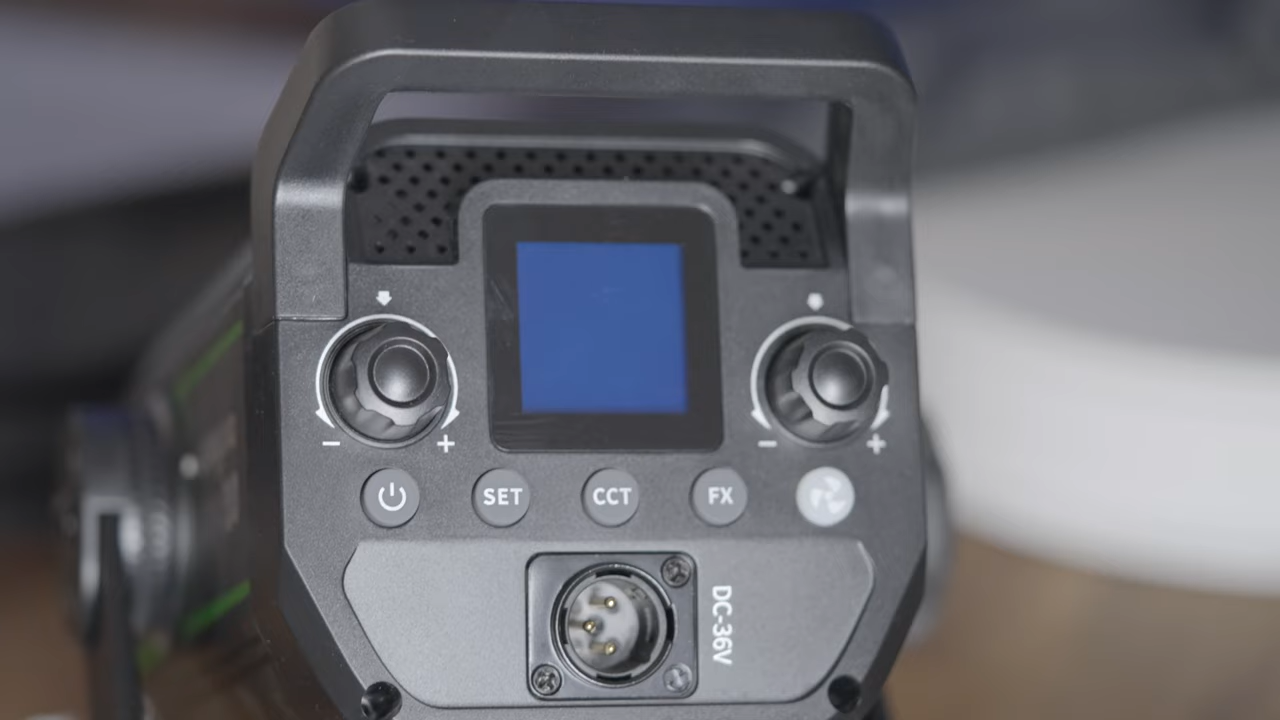 - +
- +
SET CCT FX
DC-36V